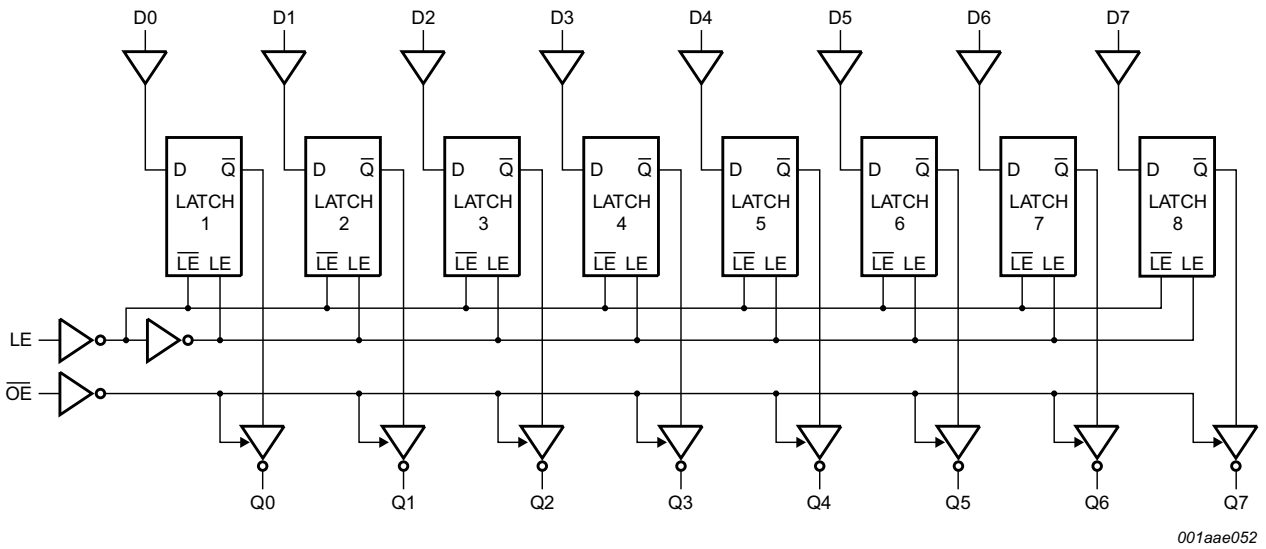 D0 D1 D2 D3 D4 D5 D6 D7
D Q̅ D Q̅ D Q̅ D Q̅ D Q̅ D Q̅ D Q̅ D Q̅
LATCH LATCH LATCH LATCH LATCH LATCH LATCH LATCH
1 2 3 4 5 6 7 8
L̅E̅ LE L̅E̅ LE L̅E̅ LE L̅E̅ LE L̅E̅ LE L̅E̅ LE L̅E̅ LE L̅E̅ LE
LE
O̅E̅
Q0 Q1 Q2 Q3 Q4 Q5 Q6 Q7
001aae052